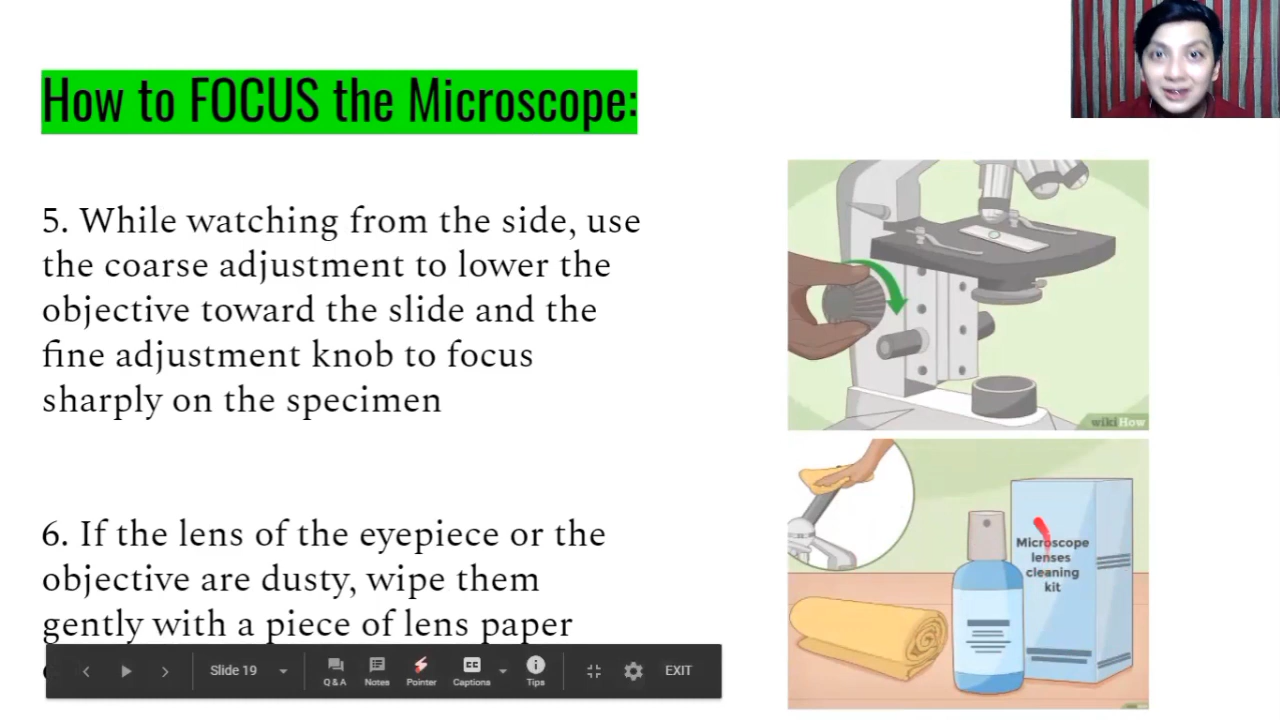 How to FOCUS the Microscope:
5. While watching from the side, use
the coarse adjustment to lower the
objective toward the slide and the
fine adjustment knob to focus
sharply on the specimen
wikiHow
6. If the lens of the eyepiece or the
objective are dusty, wipe them
gently with a piece of lens paper
Microscope
lenses
cleaning
kit
Slide 19
Q & A
Notes
Pointer
CC
Captions
Tips
EXIT